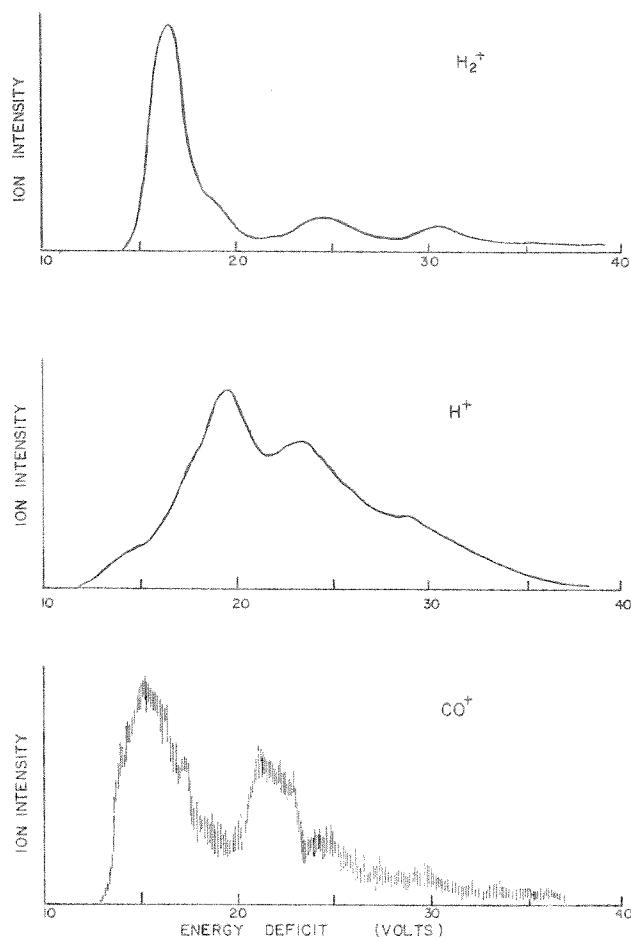 ION INTENSITY
H₂⁺
10 20 30 40
ION INTENSITY
H⁺
10 20 30 40
ION INTENSITY
CO⁺
10 20 30 40
ENERGY DEFICIT (VOLTS)